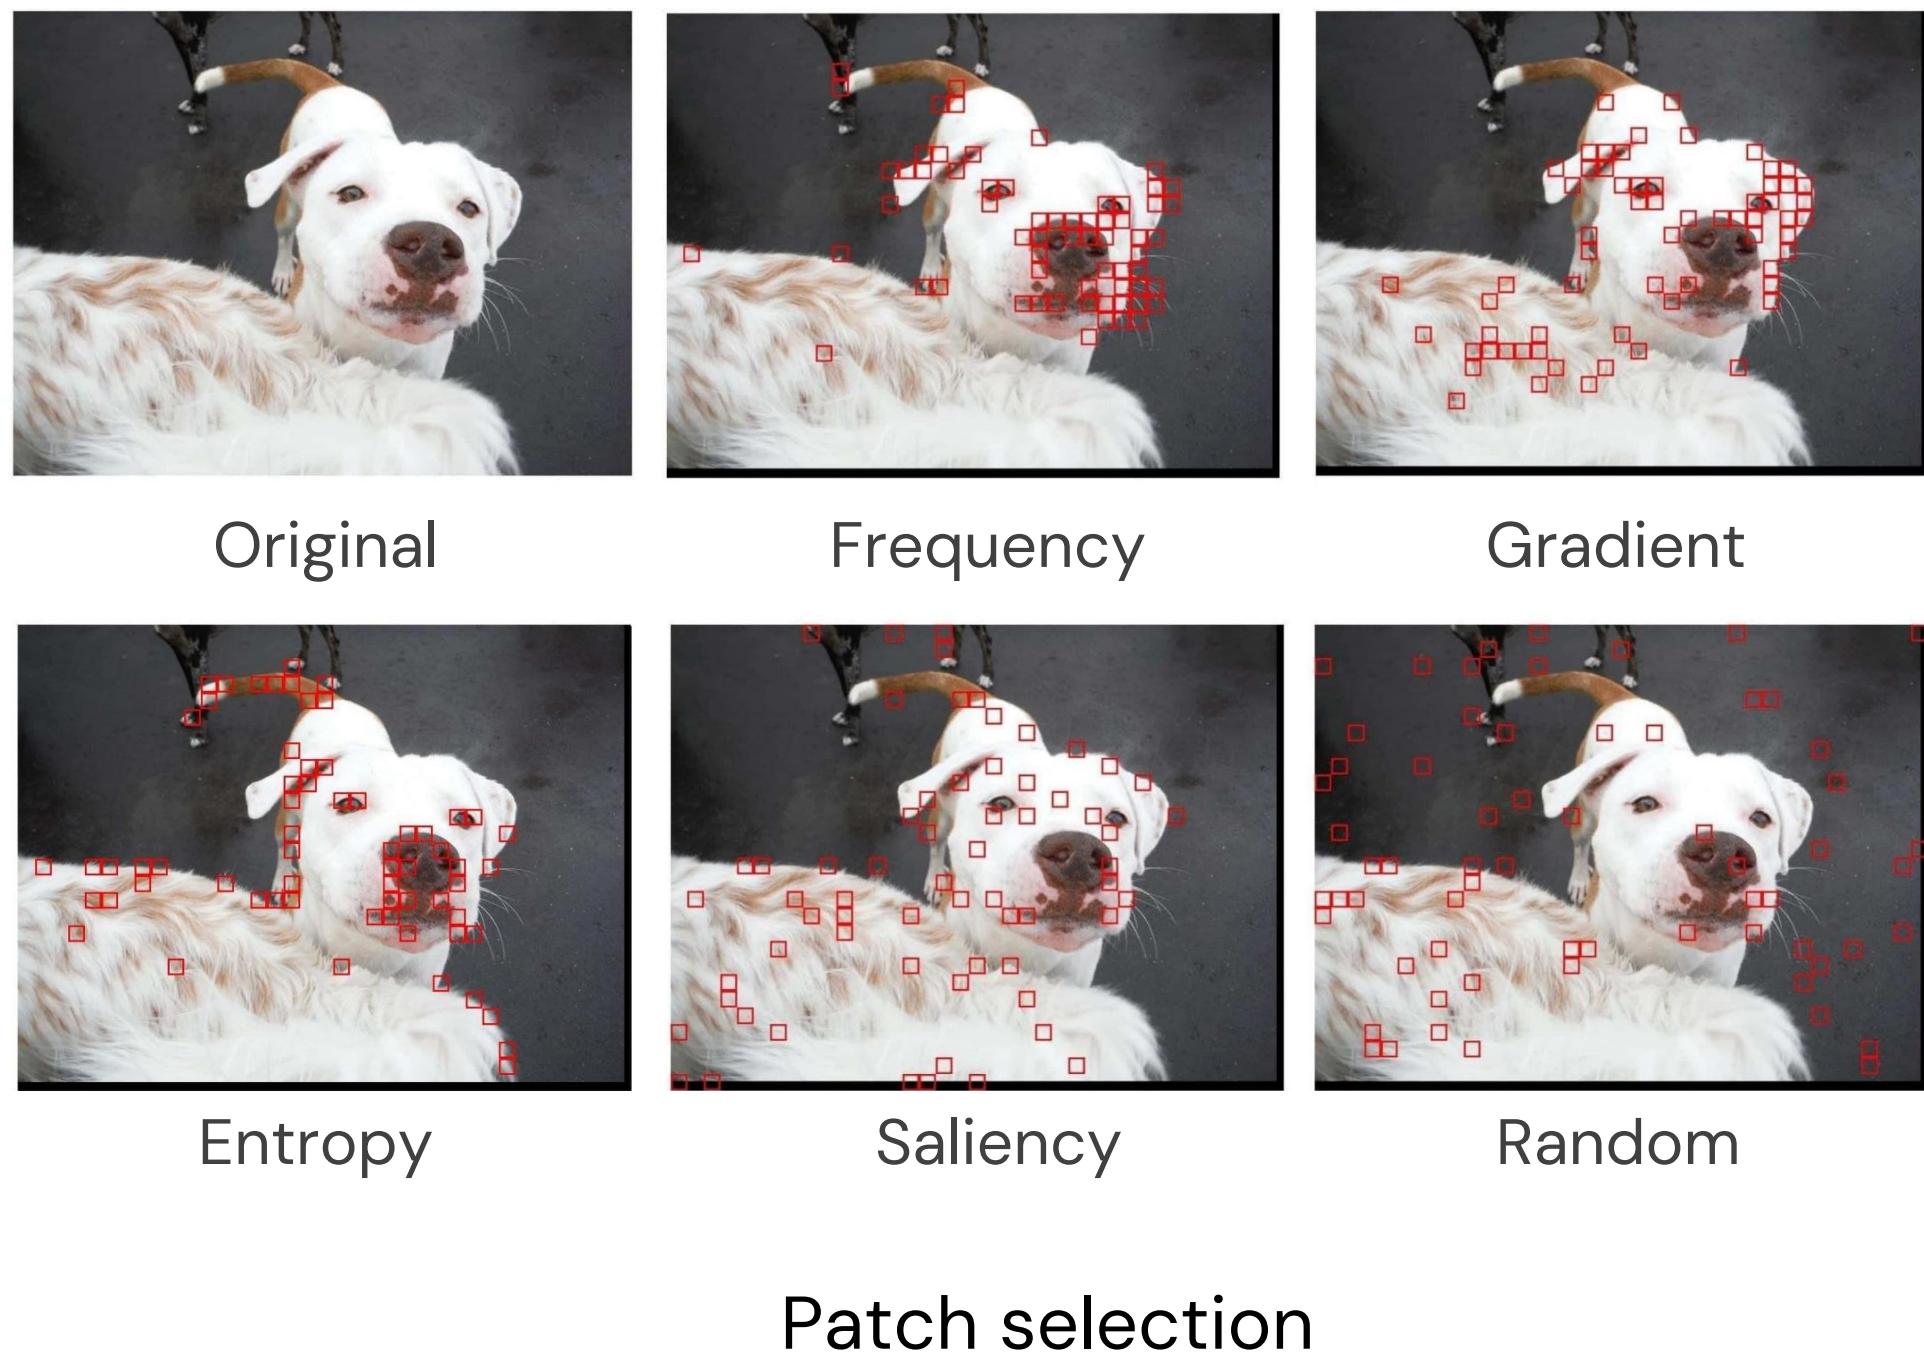 Original
Frequency
Gradient
Entropy
Saliency
Random
Patch selection